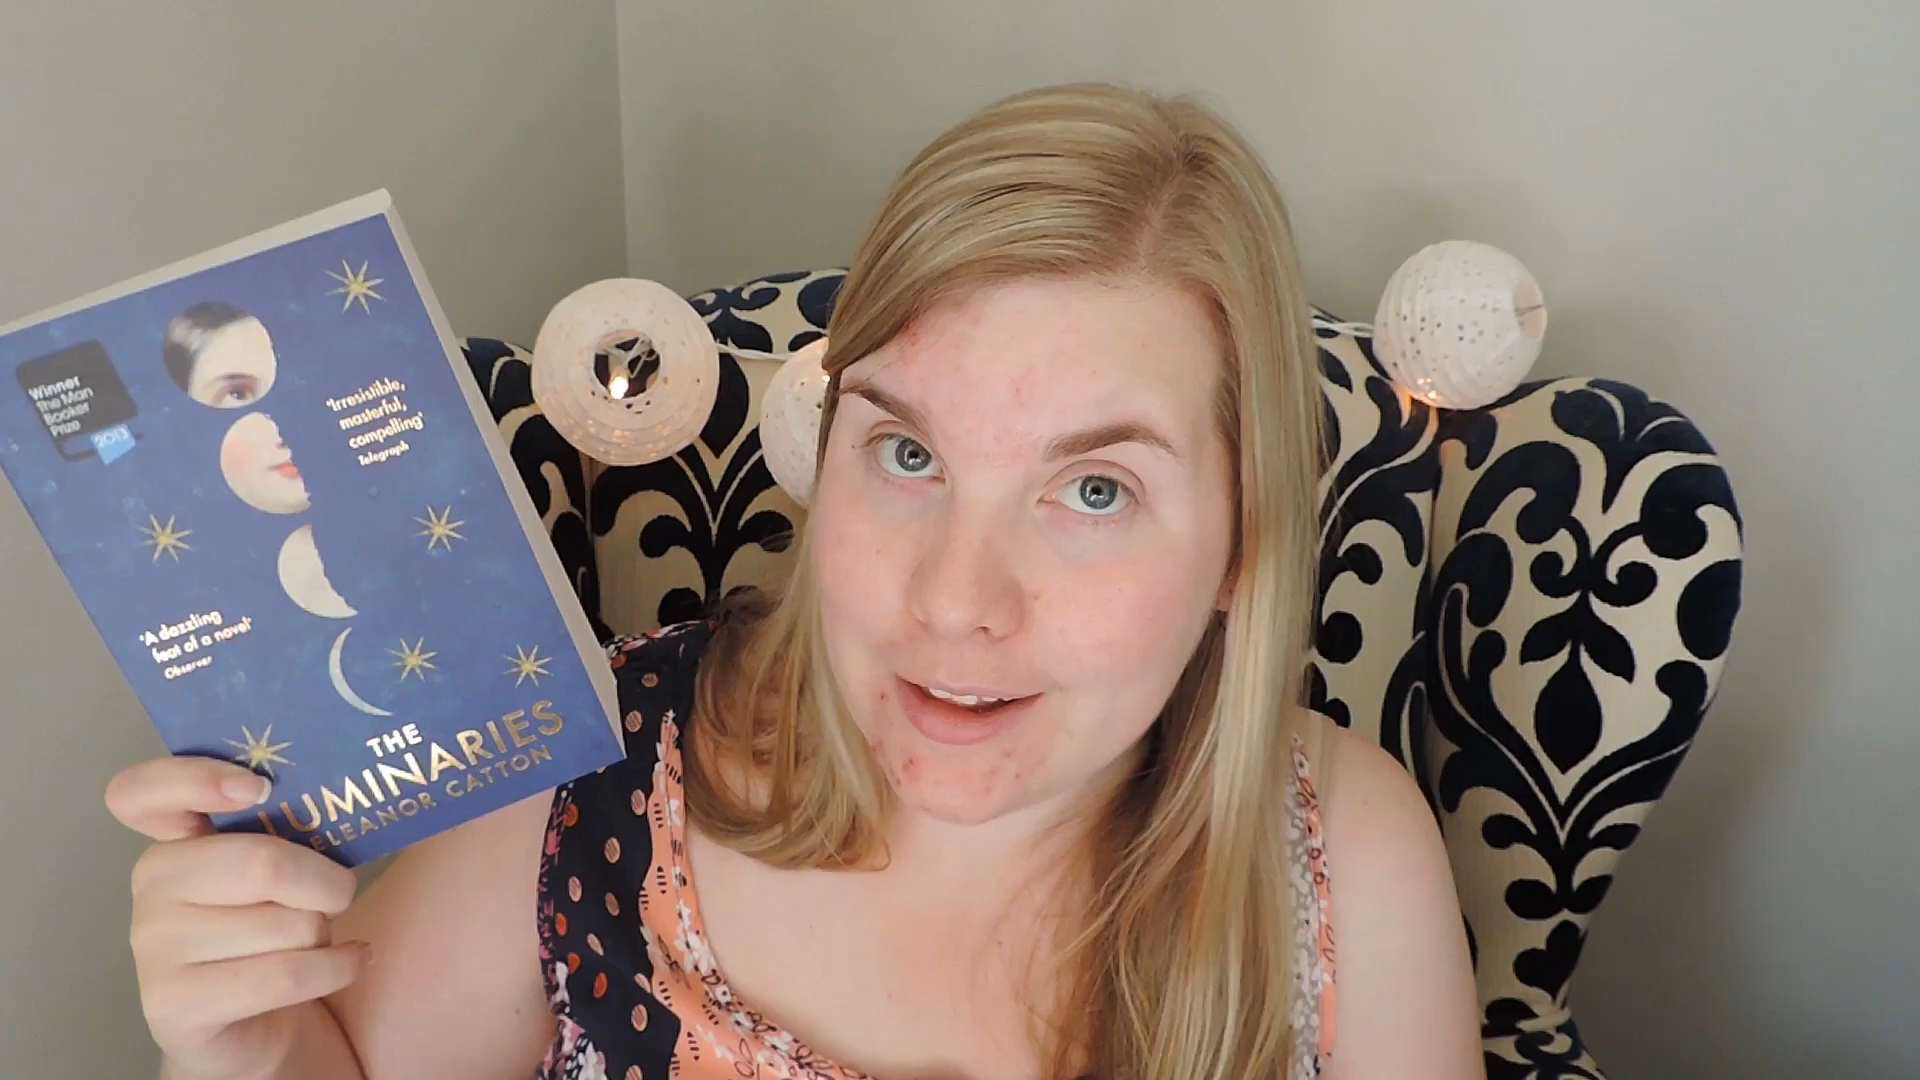 Winner
The Man
Booker
Prize
2013
'Irresistible,
masterful,
compelling'
Telegraph
'A dazzling
feat of a novel'
Observer
THE
LUMINARIES
ELEANOR CATTON